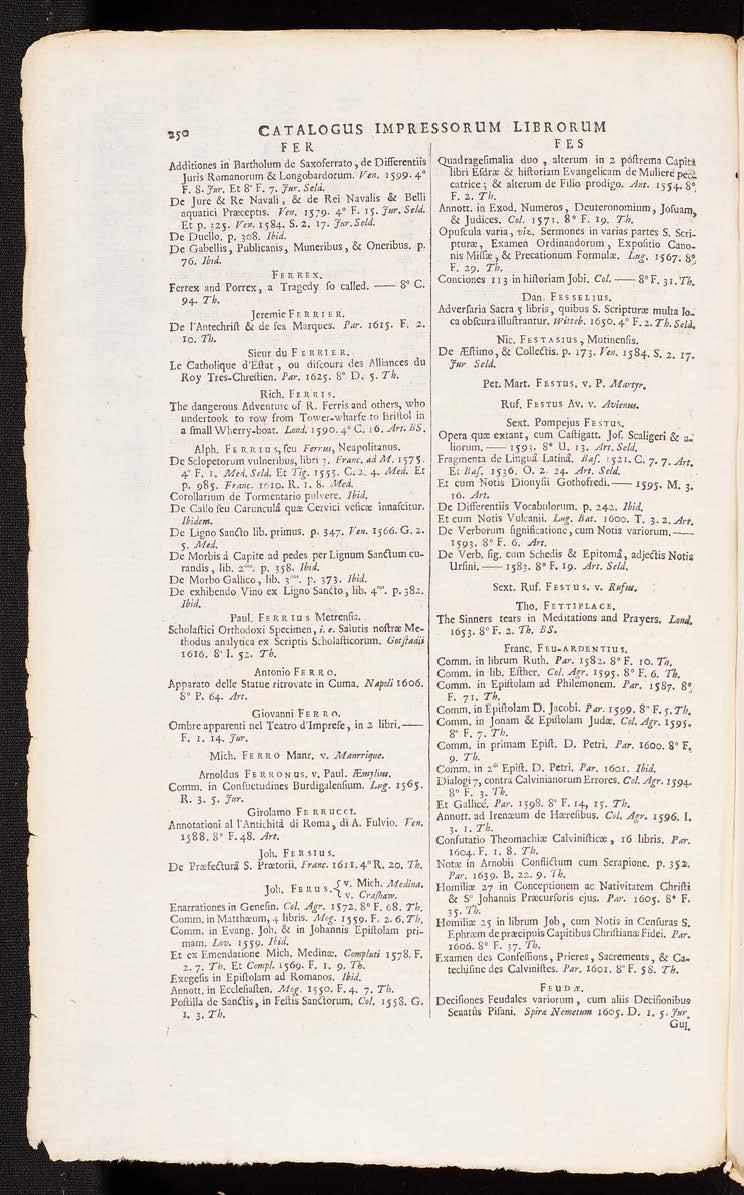 250
CATALOGUS IMPRESSORUM LIBRORUM
FER
Additiones in Bartholum de Saxoferrato, de Differentiis
Juris Romanorum & Longobardorum. Ven. 1599. 4°
F. 8. Jur. Et 8° F. 7. Jur. Seld.
De Jure & Re Navali, & de Rei Navalis & Belli
aquatici Præceptis. Ven. 1579. 4° F. 15. Jur. Seld.
Et p. 325. Ven. 1584. S. 2. 17. Jur. Seld.
De Duello. p. 308. Ibid.
De Gabellis, Publicanis, Muneribus, & Oneribus. p.
76. Ibid.
FERREX.
Ferrex and Porrex, a Tragedy ſo called. —— 8° C.
94. Th.
Jeremie FERRIER.
De l'Antechriſt & de ſes Marques. Par. 1615. F. 2.
10. Th.
Sieur du FERRIER.
Le Catholique d'Eſtat, ou diſcours des Alliances du
Roy Tres-Chreſtien. Par. 1625. 8° D. 5. Th.
Rich. FERRIS.
The dangerous Adventure of R. Ferris and others, who
undertook to row from Tower-wharfe to Briſtol in
a ſmall Wherry-boat. Lond. 1590. 4° C. 16. Art. BS.
Alph. FERRIUS, ſeu Ferrus, Neapolitanus.
De Sclopetorum vulneribus, libri 3. Franc. ad M. 1575.
4° F. 1. Med. Seld. Et Tig. 1555. C. 2. 4. Med. Et
p. 985. Franc. 1610. R. 1. 8. Med.
Corollarium de Tormentario pulvere. Ibid.
De Callo ſeu Carunculâ quæ Cervici veſicæ innaſcitur.
Ibidem.
De Ligno Sancto lib. primus. p. 347. Ven. 1566. G. 2.
5. Med.
De Morbis à Capite ad pedes per Lignum Sanctum cu-
randis, lib. 2us. p. 358. Ibid.
De Morbo Gallico, lib. 3us. p. 373. Ibid.
De exhibendo Vino ex Ligno Sancto, lib. 4us. p. 382.
Ibid.
Paul. FERRIUS Metrenſis.
Scholaſtici Orthodoxi Specimen, i. e. Salutis noſtræ Me-
thodus analytica ex Scriptis Scholaſticorum. Gotſtadii
1616. 8° I. 52. Th.
Antonio FERRO.
Apparato delle Statue ritrovate in Cuma. Napoli 1606.
8° P. 64. Art.
Giovanni FERRO.
Ombre apparenti nel Teatro d'Impreſe, in 2 libri. ——
F. 1. 14. Jur.
Mich. FERRO Manr. v. Manrrique.
Arnoldus FERRONUS. v. Paul. Æmylius.
Comm. in Conſuetudines Burdigalenſium. Lug. 1565.
R. 3. 5. Jur.
Girolamo FERRUCCI.
Annotationi al l'Antichità di Roma, di A. Fulvio. Ven.
1588. 8° F. 48. Art.
Joh. FERSIUS.
De Præfecturâ S. Prætorii. Franc. 1611. 4° R. 20. Th.
Joh. FERUS. { v. Mich. Medina.
v. Craſhaw.
Enarrationes in Geneſin. Col. Agr. 1572. 8° F. 68. Th.
Comm. in Matthæum, 4 libris. Mog. 1559. F. 2. 6. Th.
Comm. in Evang. Joh. & in Johannis Epiſtolam pri-
mam. Lov. 1559. Ibid.
Et ex Emendatione Mich. Medinæ. Compluti 1578. F.
2. 7. Th. Et Compl. 1569. F. 1. 9. Th.
Exegeſis in Epiſtolam ad Romanos. Ibid.
Annott. in Eccleſiaſten. Mog. 1550. F. 4. 7. Th.
Poſtilla de Sanctis, in Feſtis Sanctorum. Col. 1558. G.
1. 3. Th.
FES
Quadrageſimalia duo, alterum in 2 poſtrema Capita
libri Eſdræ & hiſtoriam Evangelicam de Muliere pec-
catrice; & alterum de Filio prodigo. Ant. 1554. 8°.
F. 2. Th.
Annott. in Exod. Numeros, Deuteronomium, Joſuam,
& Judices. Col. 1571. 8° F. 19. Th.
Opuſcula varia, viz. Sermones in varias partes S. Scri-
pturæ, Examen Ordinandorum, Expoſitio Cano-
nis Miſſæ, & Precationum Formulæ. Lug. 1567. 8°.
F. 29. Th.
Conciones 113 in hiſtoriam Jobi. Col. —— 8° F. 31. Th.
Dan. FESSELIUS.
Adverſaria Sacra 5 libris, quibus S. Scripturæ multa lo-
ca obſcura illuſtrantur. Witteb. 1650. 4° F. 2. Th. Seld.
Nic. FESTASIUS, Mutinenſis.
De Æſtimo, & Collectis. p. 173. Ven. 1584. S. 2. 17.
Jur Seld.
Pet. Mart. FESTUS. v. P. Martyr.
Ruf. FESTUS Av. v. Avienus.
Sext. Pompejus FESTUS.
Opera quæ extant, cum Caſtigatt. Joſ. Scaligeri & a-
liorum. —— 1593. 8° U. 13. Art. Seld.
Fragmenta de Linguâ Latinâ. Baſ. 1521. C. 7. 7. Art.
Et Baſ. 1536. O. 2. 24. Art. Seld.
Et cum Notis Dionyſii Gothofredi. —— 1595. M. 3.
16. Art.
De Differentiis Vocabulorum. p. 242. Ibid.
Et cum Notis Vulcanii. Lug. Bat. 1600. T. 3. 2. Art.
De Verborum ſignificatione, cum Notis variorum. ——
1593. 8° F. 6. Art.
De Verb. ſig. cum Schedis & Epitomâ, adjectis Notis
Urſini. —— 1583. 8° F. 19. Art. Seld.
Sext. Ruf. FESTUS. v. Rufus.
Tho. FETTIPLACE.
The Sinners tears in Meditations and Prayers. Lond.
1653. 8° F. 2. Th. BS.
Franc. FEU-ARDENTIUS.
Comm. in librum Ruth. Par. 1582. 8° F. 10. Th.
Comm. in lib. Eſther. Col. Agr. 1595. 8° F. 6. Th.
Comm. in Epiſtolam ad Philemonem. Par. 1587. 8°
F. 71. Th.
Comm. in Epiſtolam D. Jacobi. Par. 1599. 8° F. 5. Th.
Comm. in Jonam & Epiſtolam Judæ. Col. Agr. 1595.
8° F. 7. Th.
Comm. in primam Epiſt. D. Petri. Par. 1600. 8° F.
9. Th.
Comm. in 2am Epiſt. D. Petri. Par. 1601. Ibid.
Dialogi 7, contra Calvinianorum Errores. Col. Agr. 1594.
8° F. 3. Th.
Et Gallicé. Par. 1598. 8° F. 14, 15. Th.
Annott. ad Irenæum de Hæreſibus. Col. Agr. 1596. I.
3. 1. Th.
Confutatio Theomachiæ Calviniſticæ, 16 libris. Par.
1604. F. 1. 8. Th.
Notæ in Arnobii Conflictum cum Serapione. p. 352.
Par. 1639. B. 22. 9. Th.
Homiliæ 27 in Conceptionem ac Nativitatem Chriſti
& Sti Johannis Præcurſoris ejus. Par. 1605. 8° F.
35. Th.
Homiliæ 25 in librum Job, cum Notis in Cenſuras S.
Ephræm de præcipuis Capitibus Chriſtianæ Fidei. Par.
1606. 8° F. 37. Th.
Examen des Confeſſions, Prieres, Sacrements, & Ca-
techiſme des Calviniſtes. Par. 1601. 8° F. 58. Th.
FEUDÆ.
Deciſiones Feudales variorum, cum aliis Deciſionibus
Senatûs Piſani. Spiræ Nemetum 1605. D. 1. 5. Jur.
Gul.